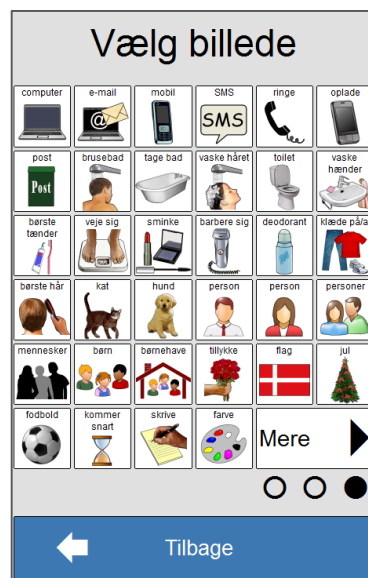 Vælg billede
computer e-mail mobil SMS ringe oplade
@ SMS
post brusebad tage bad vaske håret toilet vaske hænder
Post
børste tænder veje sig sminke barbere sig deodorant klæde på/a
børste hår kat hund person person personer
mennesker børn børnehave tillykke flag jul
fodbold kommer snart skrive farve
Mere
Tilbage